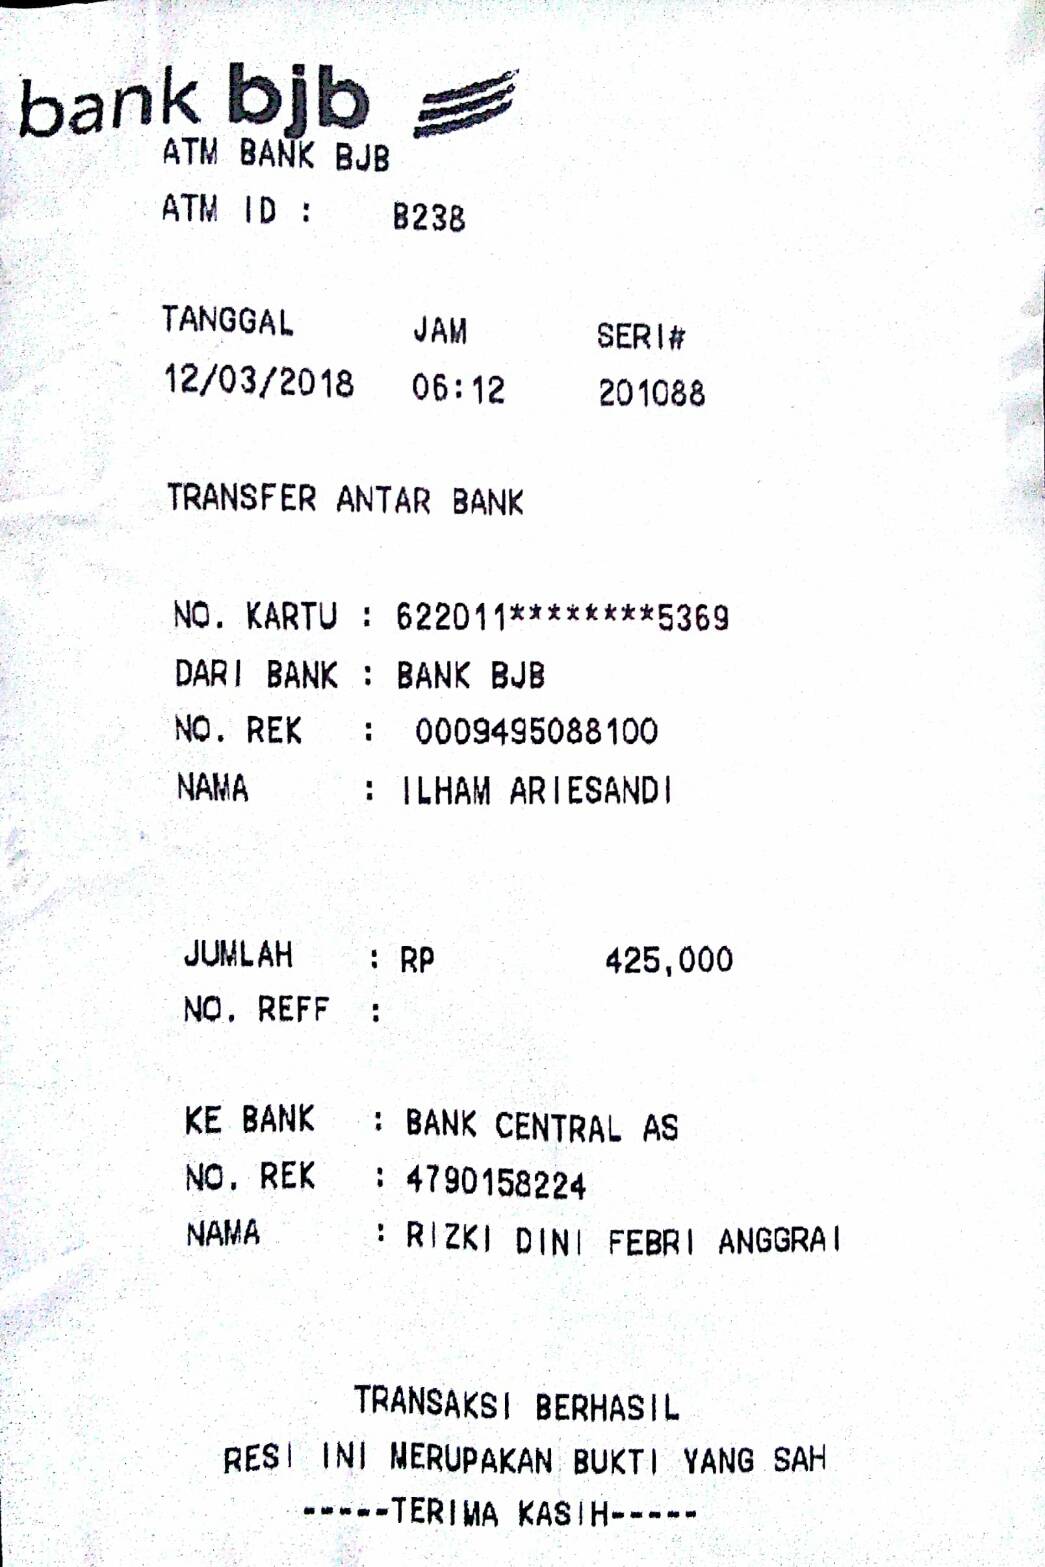 bank bjb
ATM BANK BJB
ATM ID : B238
TANGGAL JAM SERI#
12/03/2018 06:12 201088
TRANSFER ANTAR BANK
NO. KARTU : 622011********5369
DARI BANK : BANK BJB
NO. REK : 0009495088100
NAMA : ILHAM ARIESANDI
JUMLAH : RP 425,000
NO. REFF :
KE BANK : BANK CENTRAL AS
NO. REK : 4790158224
NAMA : RIZKI DINI FEBRI ANGGRAI
TRANSAKSI BERHASIL
RESI INI MERUPAKAN BUKTI YANG SAH
-----TERIMA KASIH-----